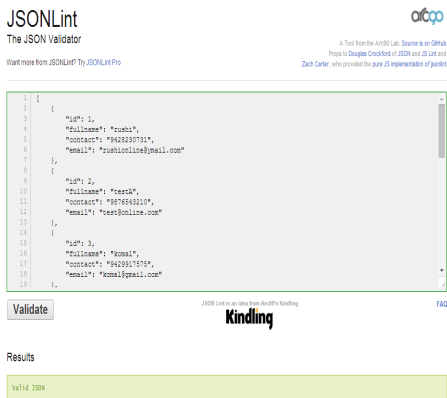 JSONLint
The JSON Validator
arc90
A Tool from the Arc90 Lab. Source is on Github
Props to Douglas Crockford of JSON and JS Lint and
Zach Carter, who provided the pure JS implementation of jsonlint
Want more from JSONLint? Try JSONLint Pro
1 [
2 {
3 "id": 1,
4 "fullname": "rushi",
5 "contact": "9428230731",
6 "email": "rushionline@ymail.com"
7 },
8 {
9 "id": 2,
10 "fullname": "testA",
11 "contact": "9876543210",
12 "email": "test@online.com"
13 },
14 {
15 "id": 3,
16 "fullname": "komal",
17 "contact": "9429917575",
18 "email": "komal@gmail.com"
19 },
Validate
JSON Lint is an idea from Arc90's Kindling
Kindling
FAQ
Results
Valid JSON